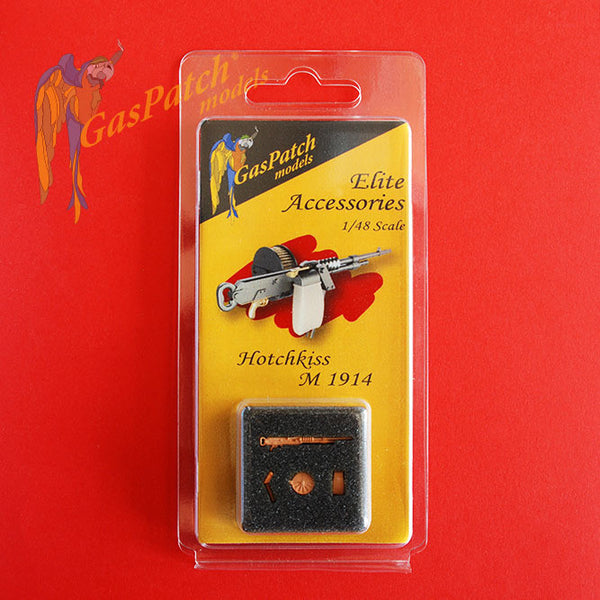 GasPatch®
models
GasPatch
models
Elite
Accessories
1/48 Scale
Hotchkiss
M 1914